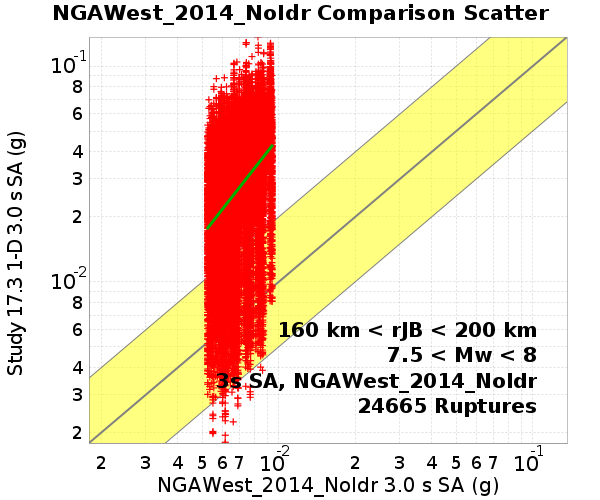 NGAWest_2014_NoIdr Comparison Scatter
Study 17.3 1-D 3.0 s SA (g)
10-1
8
6
4
3
2
10-2
8
6
4
3
2
160 km < rJB < 200 km
7.5 < Mw < 8
3s SA, NGAWest_2014_NoIdr
24665 Ruptures
2 3 4 5 6 7 10-2 2 3 4 5 6 7 10-1
NGAWest_2014_NoIdr 3.0 s SA (g)